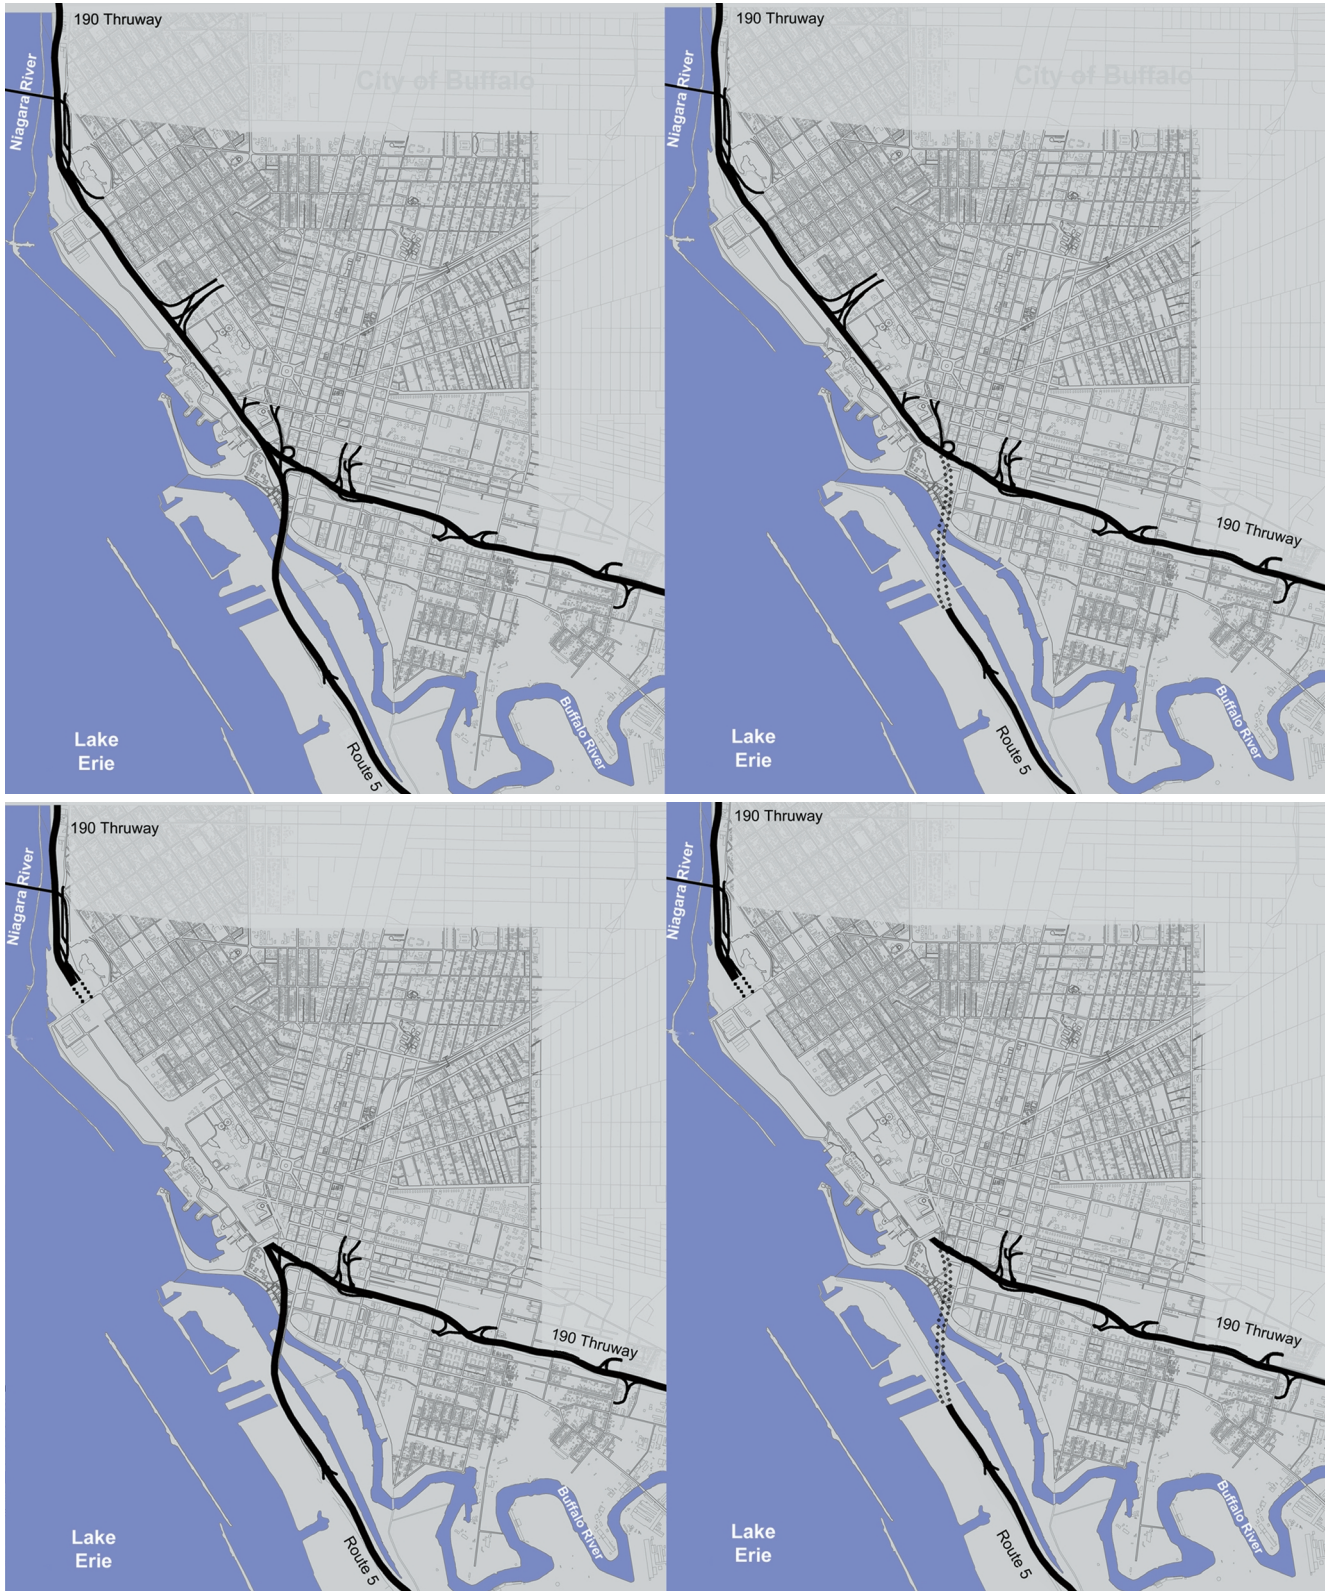 190 Thruway
City of Buffalo
Niagara River
Lake
Erie
Route 5
Buffalo River
190 Thruway
City of Buffalo
Niagara River
190 Thruway
Lake
Erie
Route 5
Buffalo River
190 Thruway
Niagara River
190 Thruway
Lake
Erie
Route 5
Buffalo River
190 Thruway
Niagara River
190 Thruway
Lake
Erie
Route 5
Buffalo River